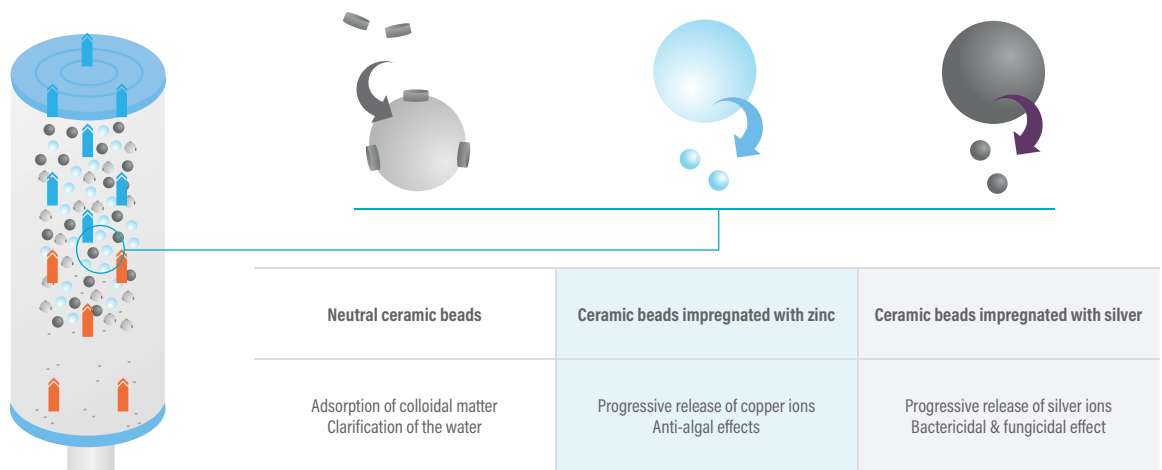 Neutral ceramic beads
Ceramic beads impregnated with zinc
Ceramic beads impregnated with silver
Adsorption of colloidal matter
Clarification of the water
Progressive release of copper ions
Anti-algal effects
Progressive release of silver ions
Bactericidal & fungicidal effect